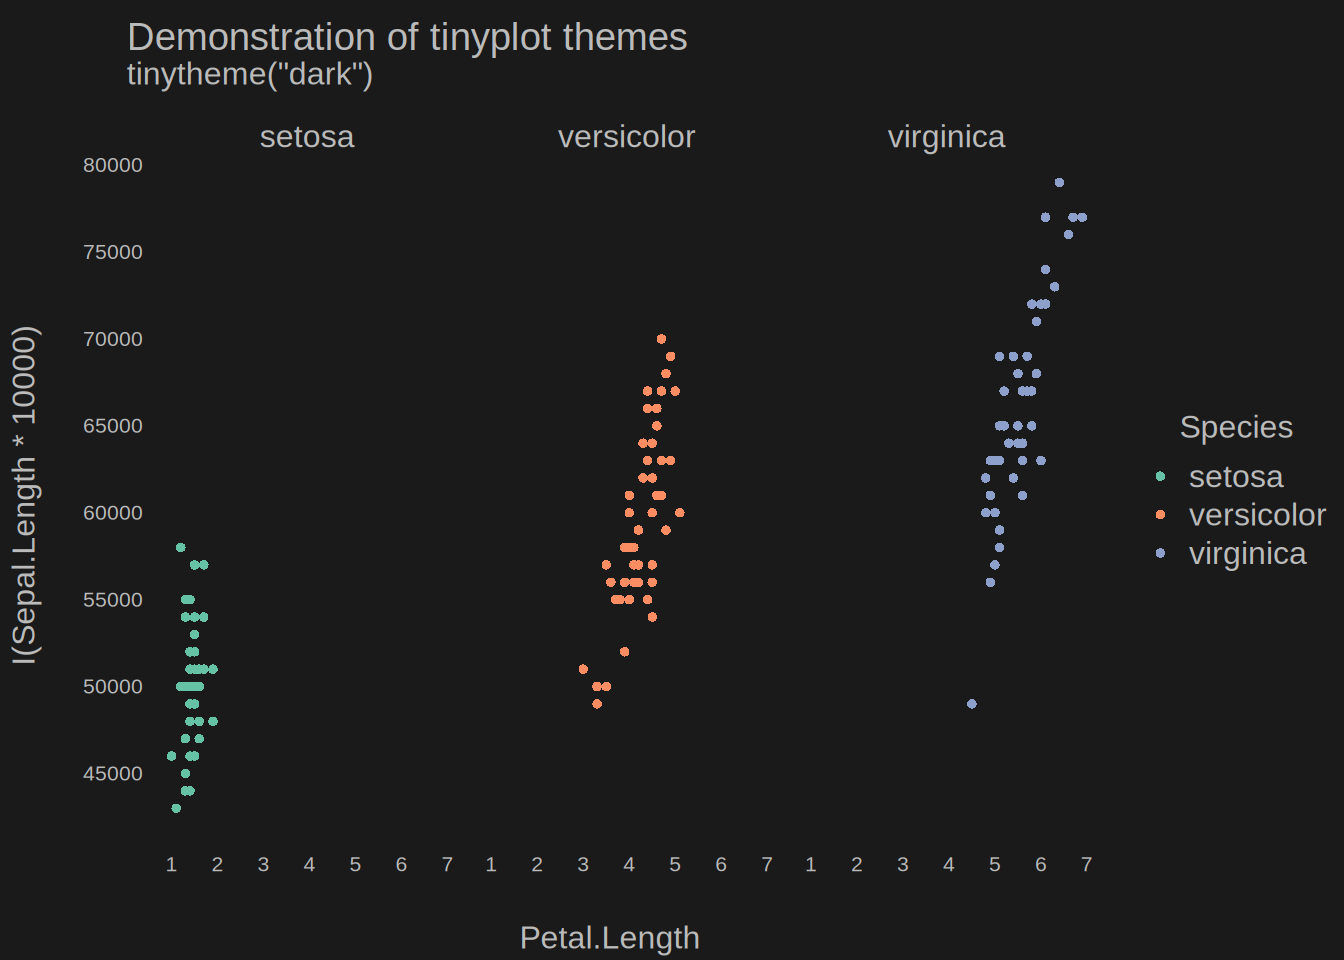 Demonstration of tinyplot themes
tinytheme("dark")
setosa versicolor virginica
80000
75000
70000
65000
60000
55000
50000
45000
I(Sepal.Length * 10000)
1 2 3 4 5 6 7 1 2 3 4 5 6 7 1 2 3 4 5 6 7
Petal.Length
Species
setosa
versicolor
virginica